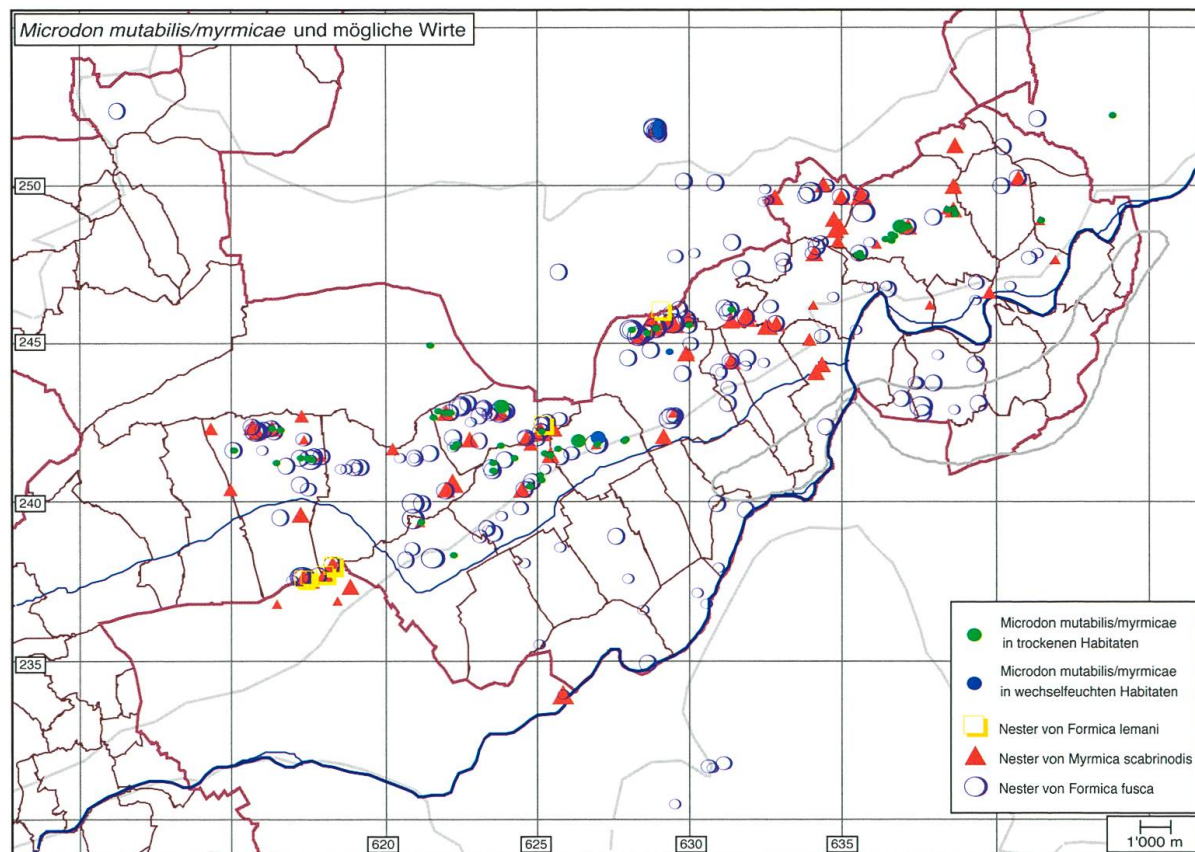 Microdon mutabilis/myrmicae und mögliche Wirte
250
245
240
235
620
625
630
635
Microdon mutabilis/myrmicae
in trockenen Habitaten
Microdon mutabilis/myrmicae
in wechselfeuchten Habitaten
Nester von Formica lemani
Nester von Myrmica scabrinodis
Nester von Formica fusca
1'000 m